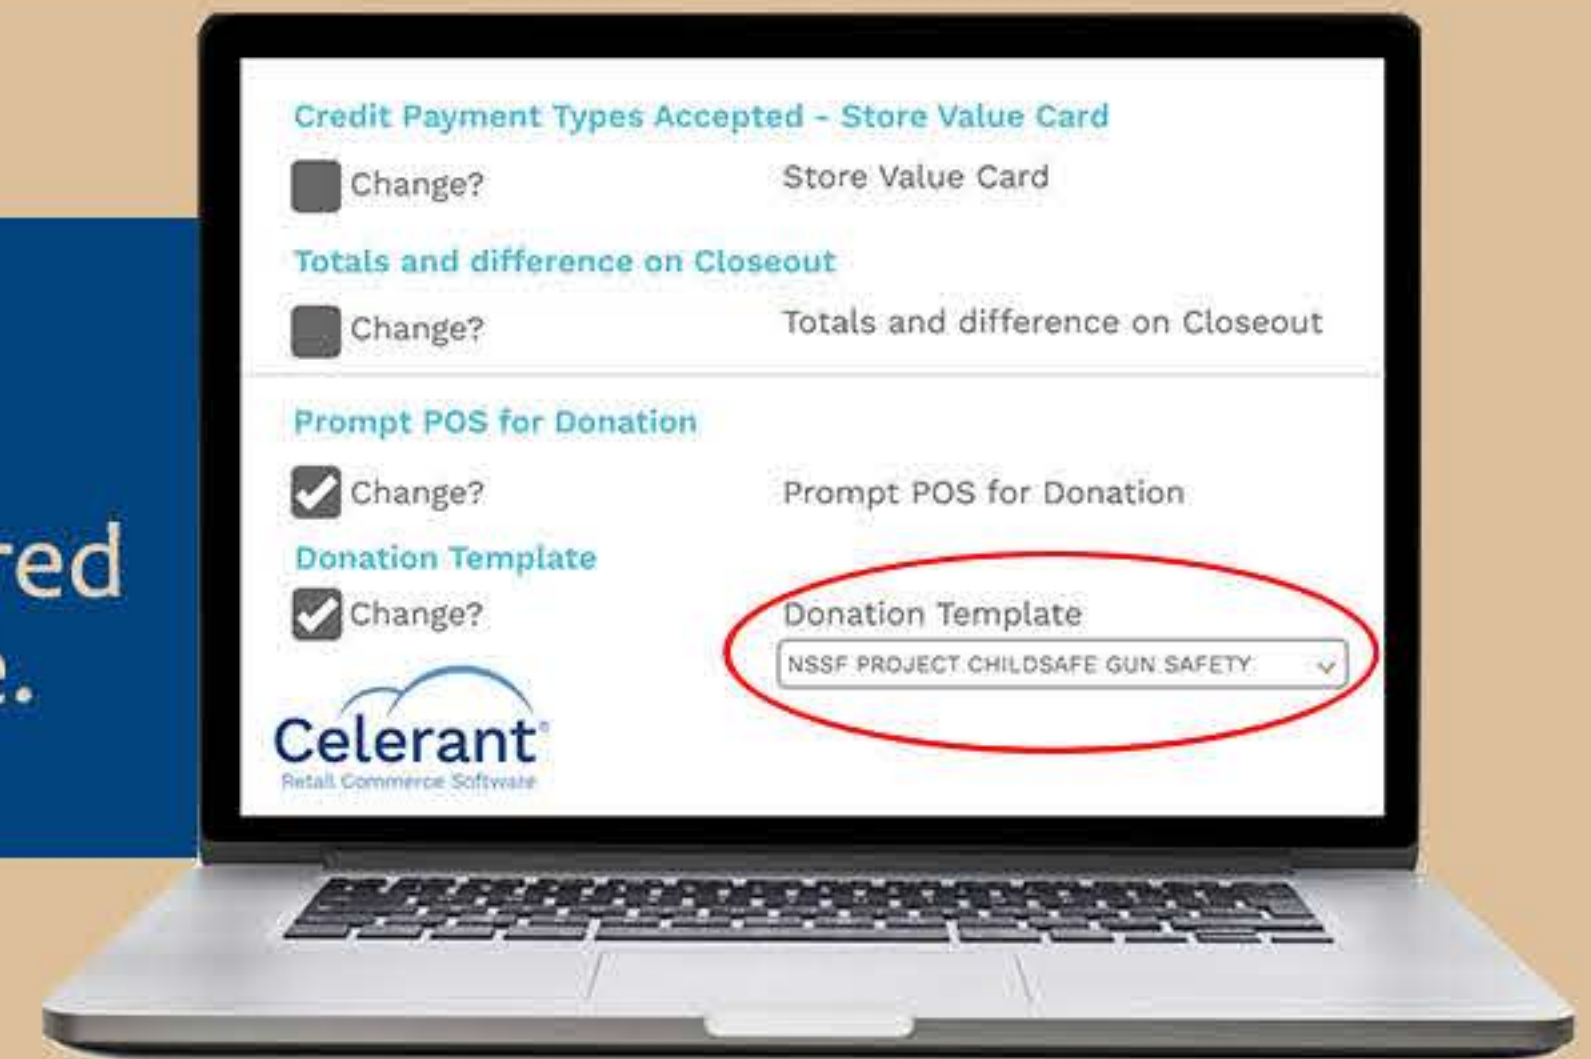 red
e.
Credit Payment Types Accepted - Store Value Card
Change? Store Value Card
Totals and difference on Closeout
Change? Totals and difference on Closeout
Prompt POS for Donation
Change? Prompt POS for Donation
Donation Template
Change? Donation Template
NSSF PROJECT CHILDSAFE GUN SAFETY
Celerant®
Retail Commerce Software